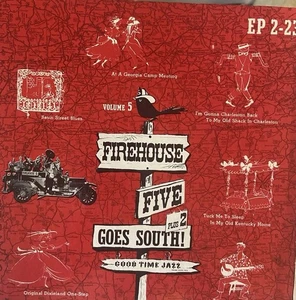 EP 2-23
At A Georgia Camp Meeting
VOLUME 5
Basin Street Blues
I'm Gonna Charleston Back
To My Old Shack In Charleston
FIREHOUSE
FIVE
PLUS 2
GOES SOUTH!
GOOD TIME JAZZ
Tuck Me To Sleep
In My Old Kentucky Home
Original Dixieland One-Step